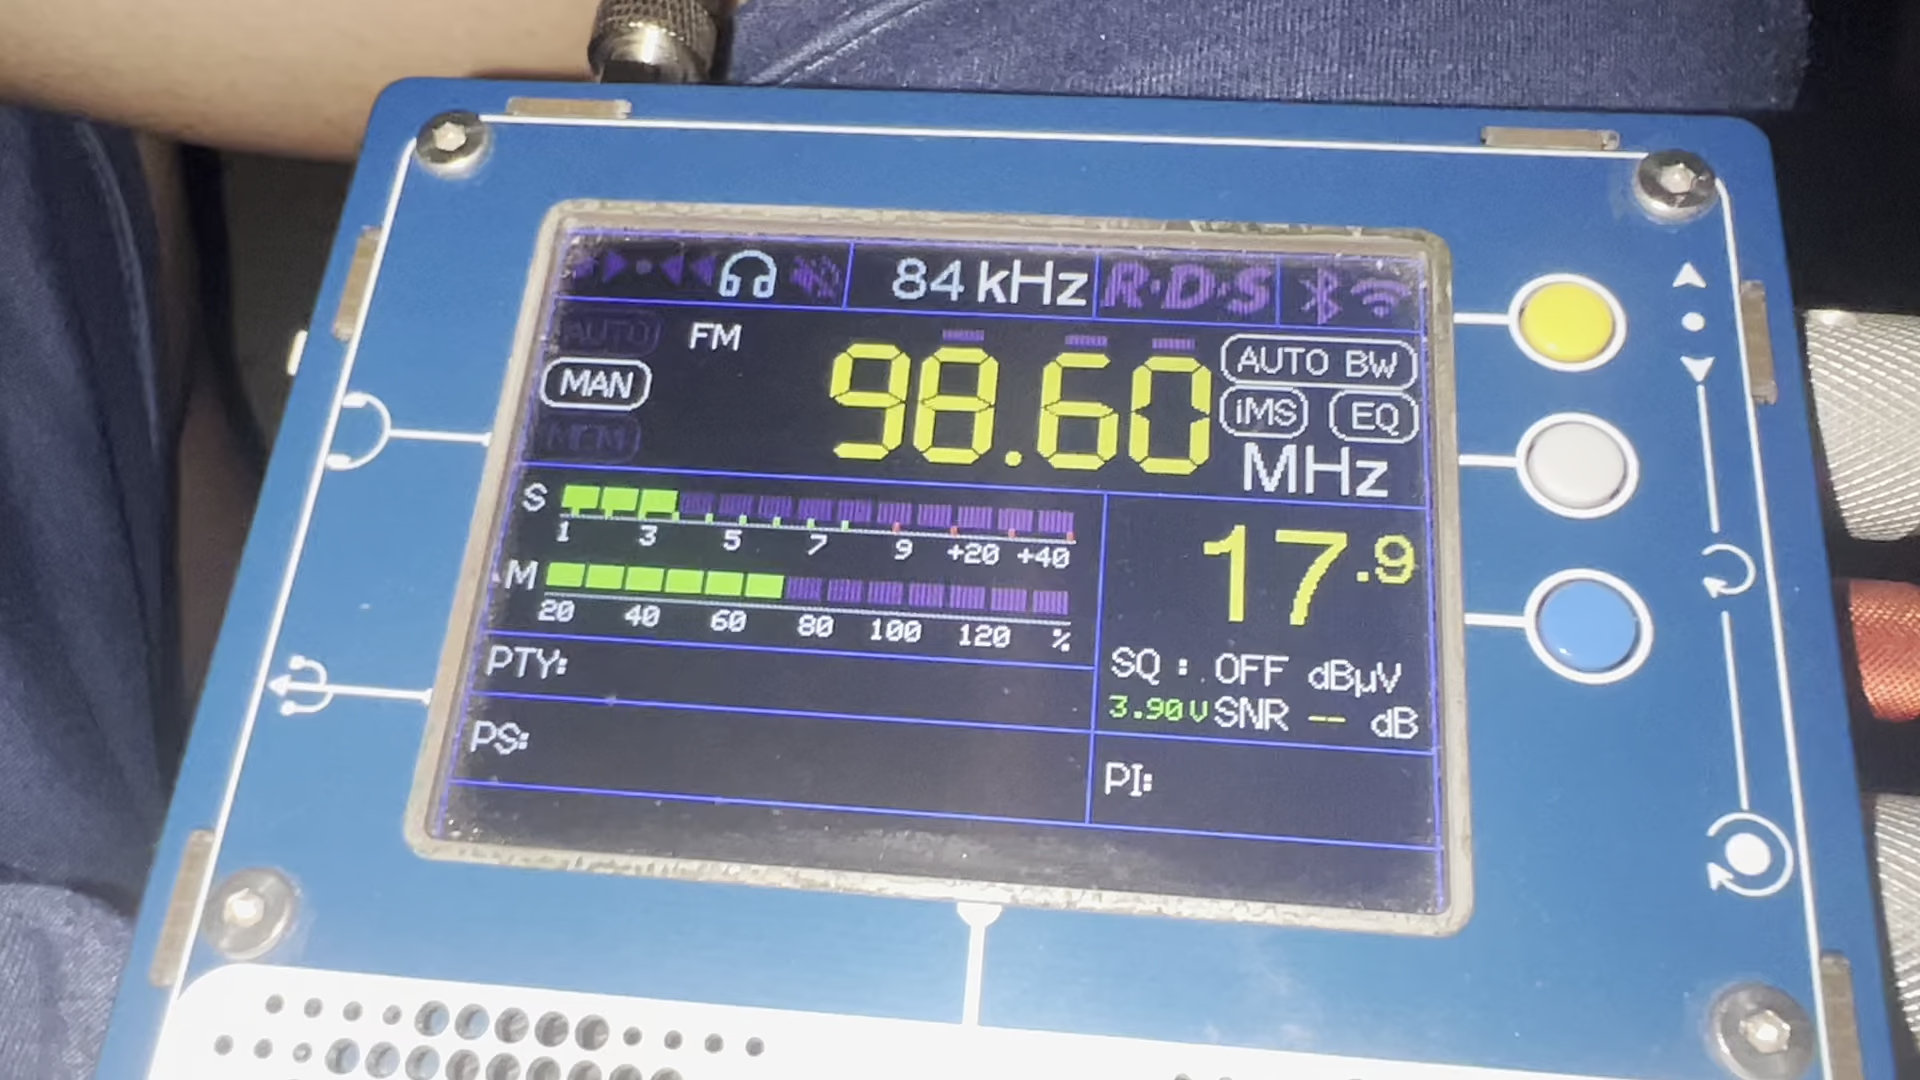 84 kHz R·D·S
AUTO FM
98.60 MHz
AUTO BW
MAN
iMS EQ
MEM
S
1 3 5 7 9 +20 +40
M
20 40 60 80 100 120 %
17.9
SQ : OFF dBµV
3.90V SNR -- dB
PTY:
PS:
PI: